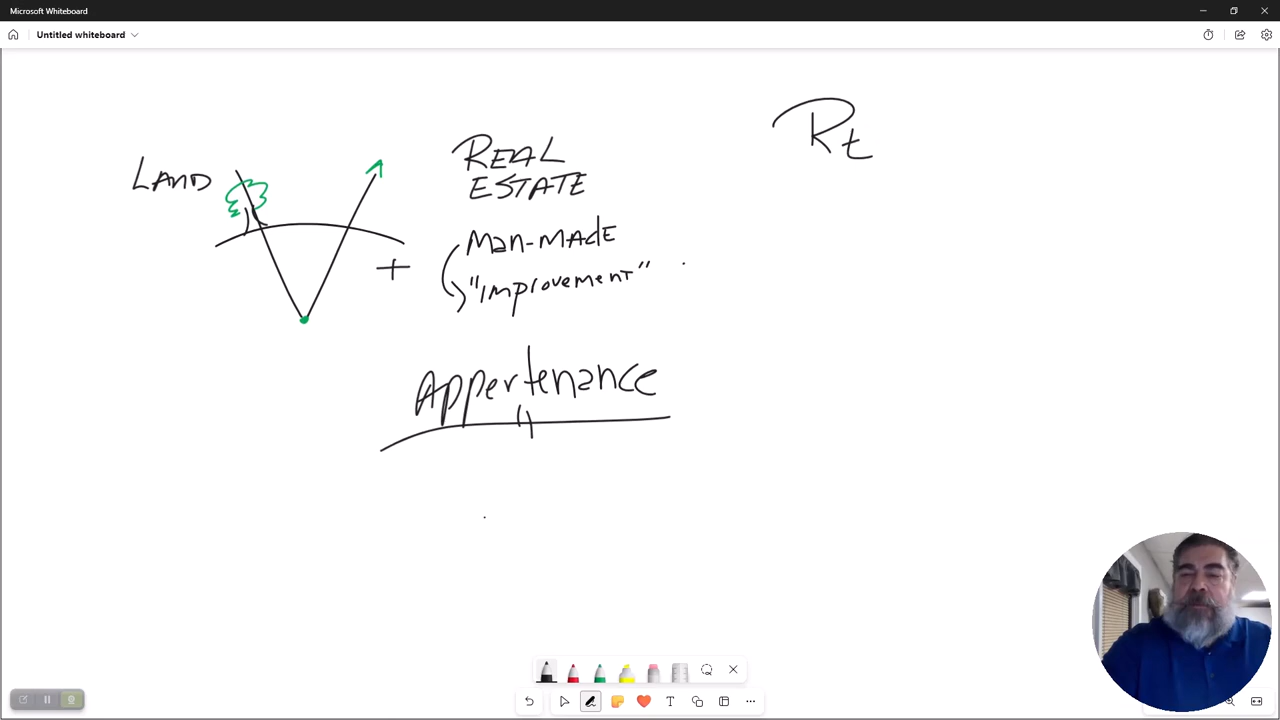 Microsoft Whiteboard
Untitled whiteboard
LAND
REAL
ESTATE
Man-Made
+
"Improvement"
Appertenance
Rt
T